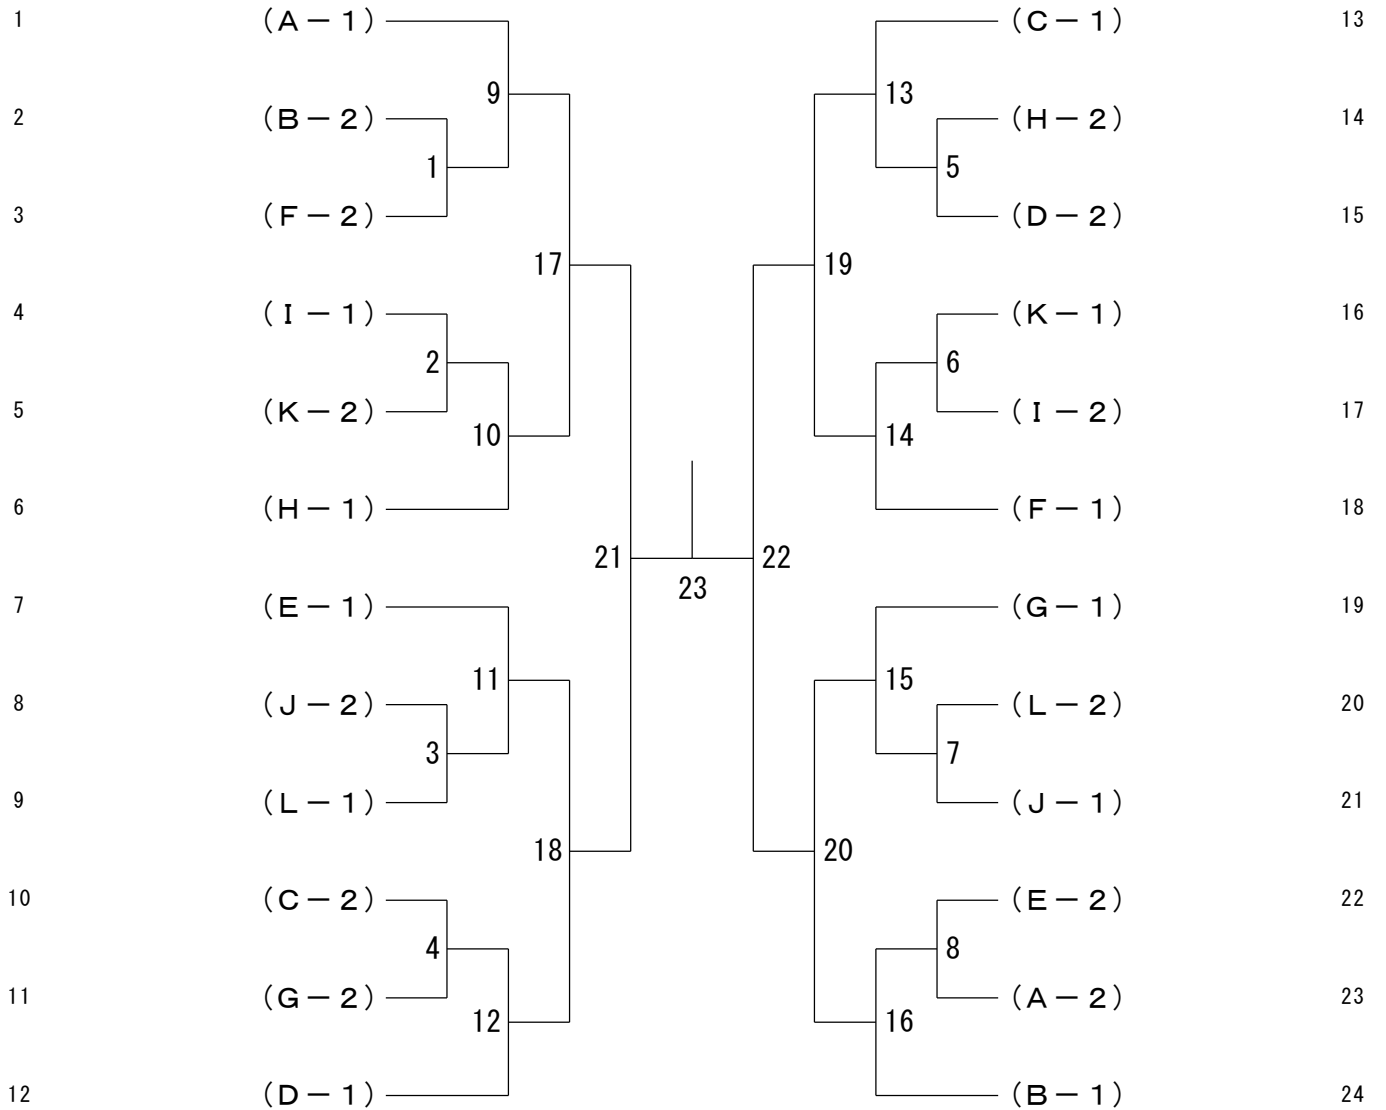 1 （A－1） （C－1） 13
9 13
2 （B－2） （H－2） 14
1 5
3 （F－2） （D－2） 15
17 19
4 （I－1） （K－1） 16
2 6
5 （K－2） （I－2） 17
10 14
6 （H－1） （F－1） 18
21 22
23
7 （E－1） （G－1） 19
11 15
8 （J－2） （L－2） 20
3 7
9 （L－1） （J－1） 21
18 20
10 （C－2） （E－2） 22
4 8
11 （G－2） （A－2） 23
12 16
12 （D－1） （B－1） 24